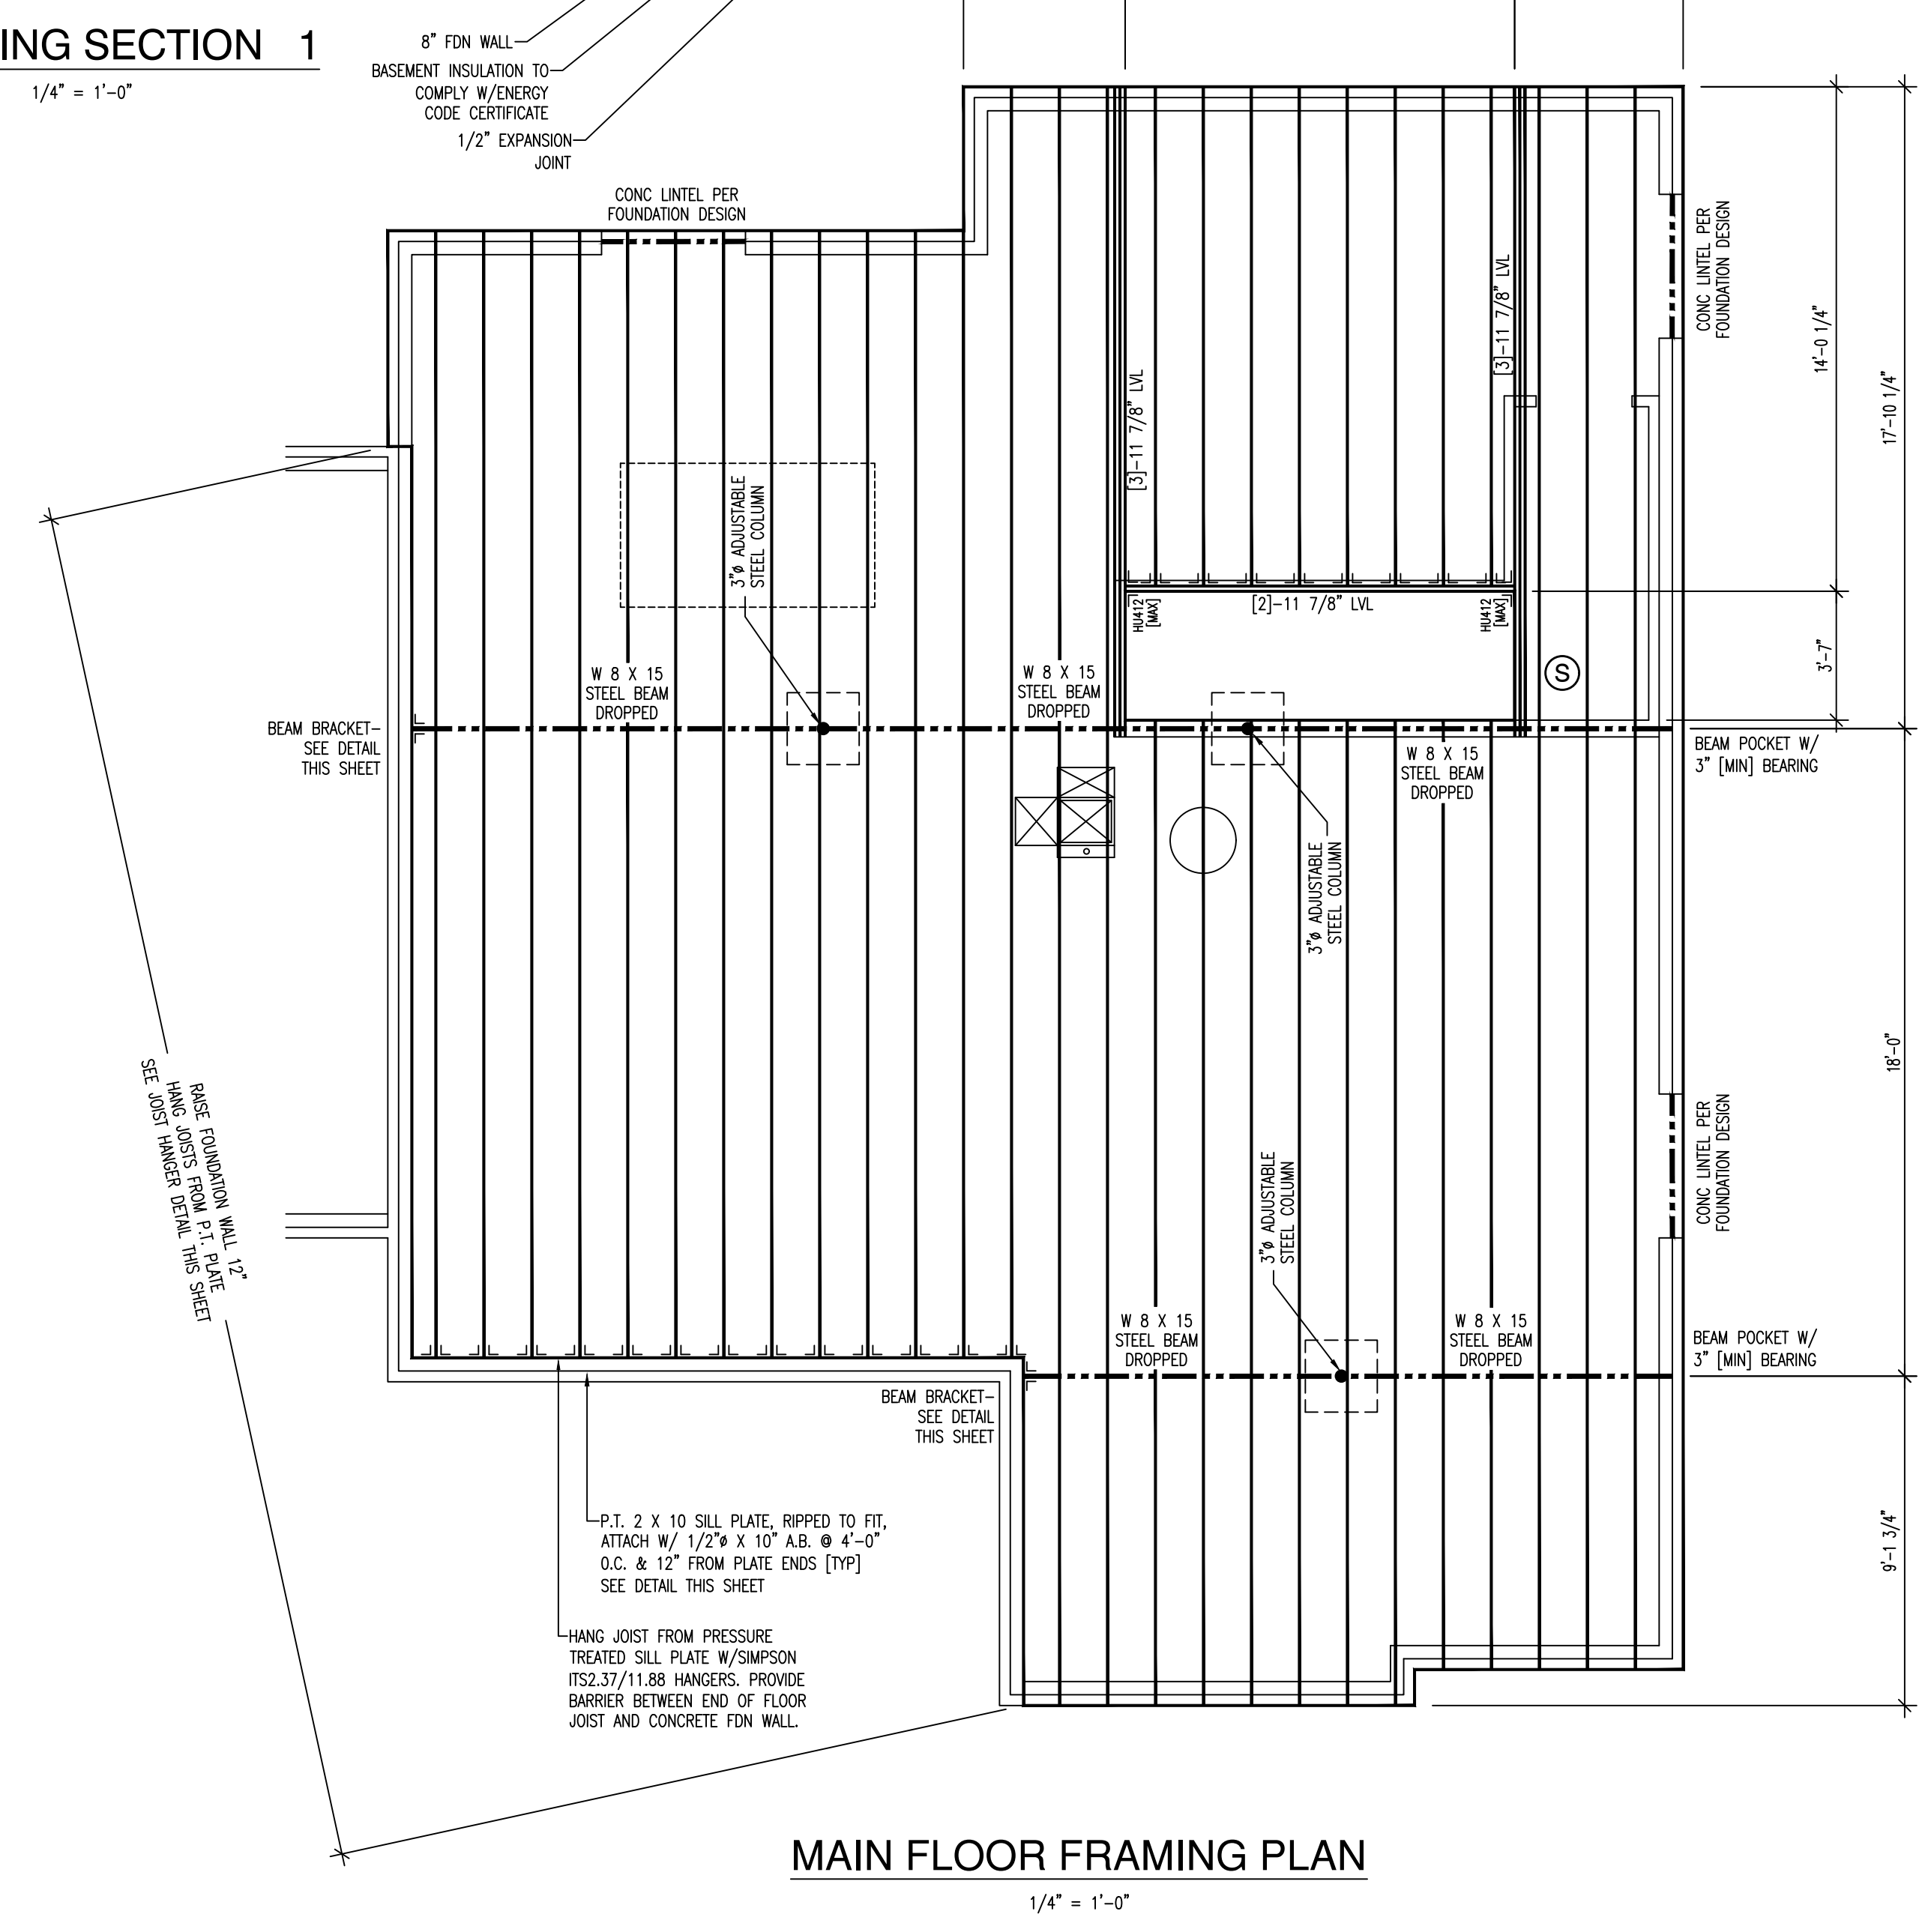 ING SECTION 1
1/4" = 1'-0"
8" FDN WALL
BASEMENT INSULATION TO
COMPLY W/ENERGY
CODE CERTIFICATE
1/2" EXPANSION
JOINT
CONC LINTEL PER
FOUNDATION DESIGN
CONC LINTEL PER
FOUNDATION DESIGN
14'-0 1/4"
17'-10 1/4"
[3]-11 7/8" LVL
[3]-11 7/8" LVL
3"ø ADJUSTABLE
STEEL COLUMN
HU412
[MAX]
[2]-11 7/8" LVL
HU412
[MAX]
3'-7"
S
W 8 X 15
STEEL BEAM
DROPPED
W 8 X 15
STEEL BEAM
DROPPED
BEAM BRACKET-
SEE DETAIL
THIS SHEET
W 8 X 15
STEEL BEAM
DROPPED
BEAM POCKET W/
3" [MIN] BEARING
3"ø ADJUSTABLE
STEEL COLUMN
18'-0"
RAISE FOUNDATION WALL 12"
HANG JOISTS FROM P.T. PLATE
SEE JOIST HANGER DETAIL THIS SHEET
3"ø ADJUSTABLE
STEEL COLUMN
CONC LINTEL PER
FOUNDATION DESIGN
W 8 X 15
STEEL BEAM
DROPPED
W 8 X 15
STEEL BEAM
DROPPED
BEAM POCKET W/
3" [MIN] BEARING
BEAM BRACKET-
SEE DETAIL
THIS SHEET
9'-1 3/4"
P.T. 2 X 10 SILL PLATE, RIPPED TO FIT,
ATTACH W/ 1/2"ø X 10" A.B. @ 4'-0"
O.C. & 12" FROM PLATE ENDS [TYP]
SEE DETAIL THIS SHEET
HANG JOIST FROM PRESSURE
TREATED SILL PLATE W/SIMPSON
ITS2.37/11.88 HANGERS. PROVIDE
BARRIER BETWEEN END OF FLOOR
JOIST AND CONCRETE FDN WALL.
MAIN FLOOR FRAMING PLAN
1/4" = 1'-0"